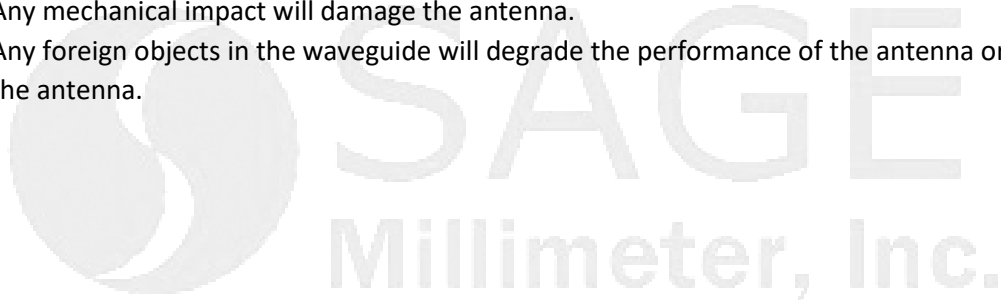 Any mechanical impact will damage the antenna.
Any foreign objects in the waveguide will degrade the performance of the antenna or
the antenna.
SAGE
Millimeter, Inc.